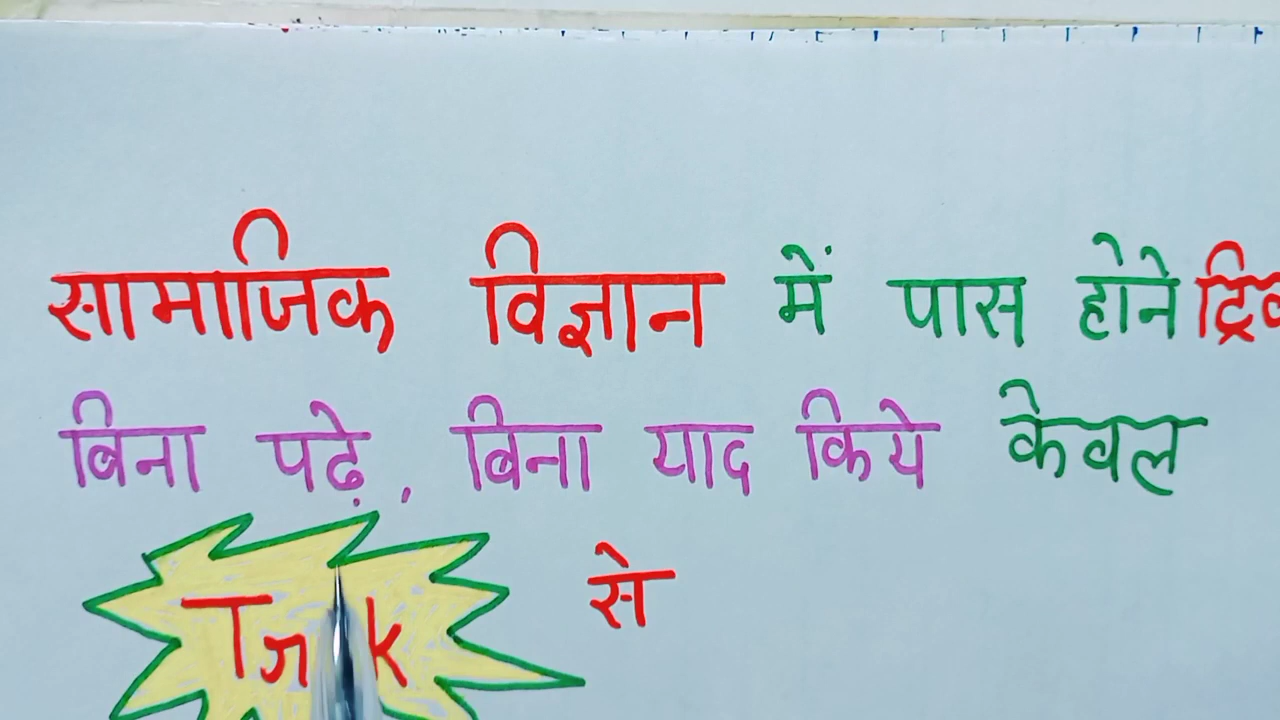 सामाजिक विज्ञान में पास होने
बिना पढ़े, बिना याद किये केवल
से